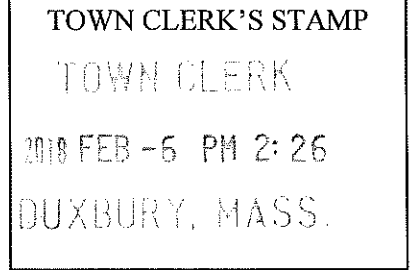 TOWN CLERK'S STAMP
TOWN CLERK
2018 FEB -6 PM 2:26
DUXBURY, MASS.